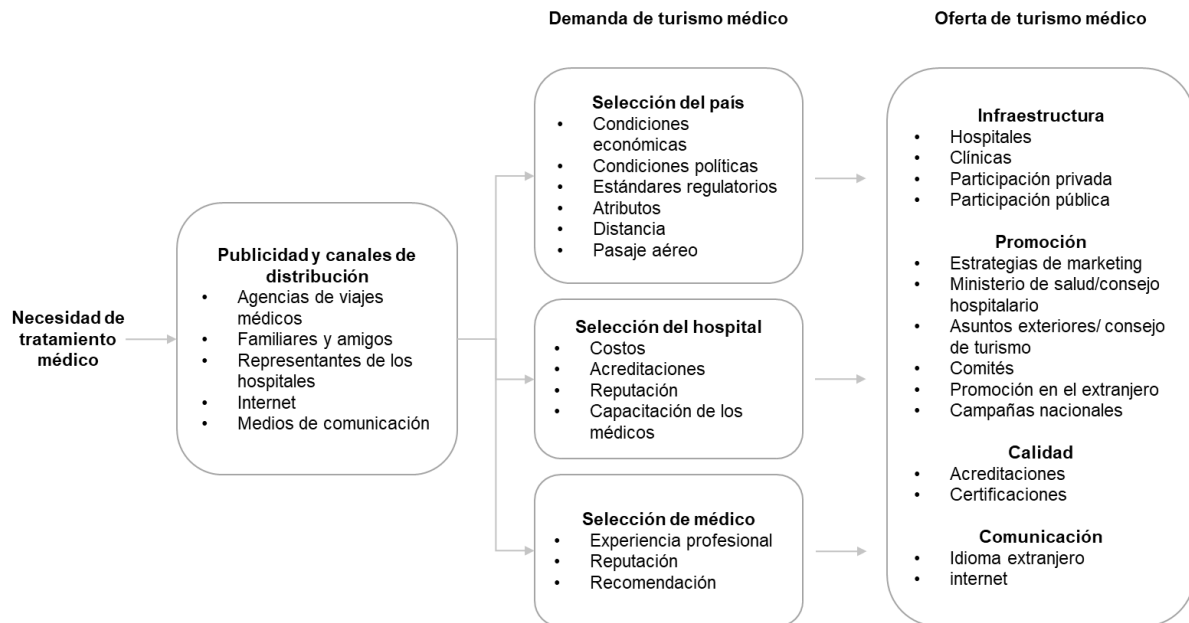 Demanda de turismo médico
Oferta de turismo médico
Necesidad de
tratamiento
médico
Publicidad y canales de
distribución
• Agencias de viajes
médicos
• Familiares y amigos
• Representantes de los
hospitales
• Internet
• Medios de comunicación
Selección del país
• Condiciones
económicas
• Condiciones políticas
• Estándares regulatorios
• Atributos
• Distancia
• Pasaje aéreo
Selección del hospital
• Costos
• Acreditaciones
• Reputación
• Capacitación de los
médicos
Selección de médico
• Experiencia profesional
• Reputación
• Recomendación
Infraestructura
• Hospitales
• Clínicas
• Participación privada
• Participación pública
Promoción
• Estrategias de marketing
• Ministerio de salud/consejo
hospitalario
• Asuntos exteriores/ consejo
de turismo
• Comités
• Promoción en el extranjero
• Campañas nacionales
Calidad
• Acreditaciones
• Certificaciones
Comunicación
• Idioma extranjero
• internet